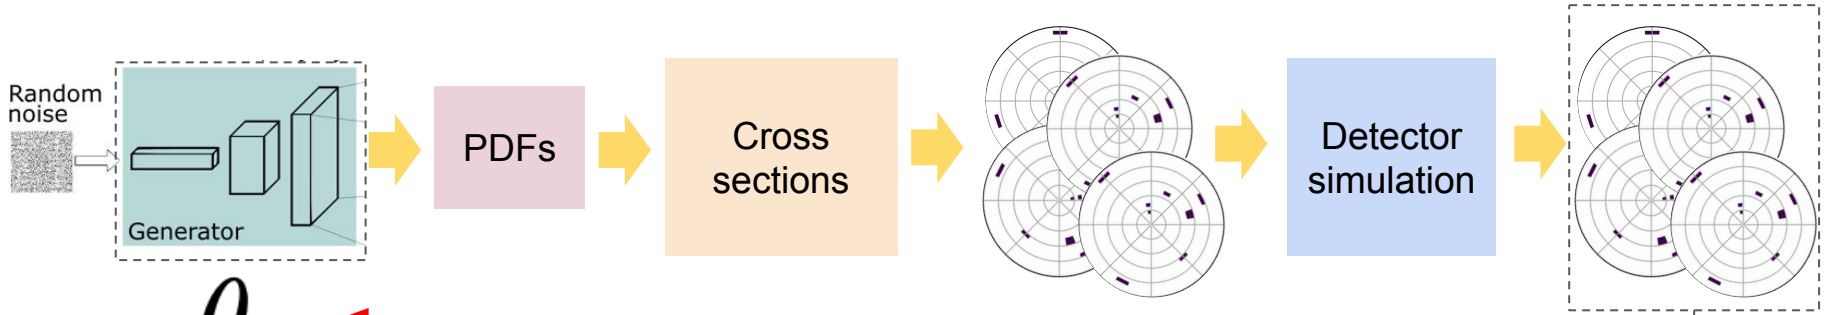 Random
noise
Generator
PDFs
Cross
sections
Detector
simulation